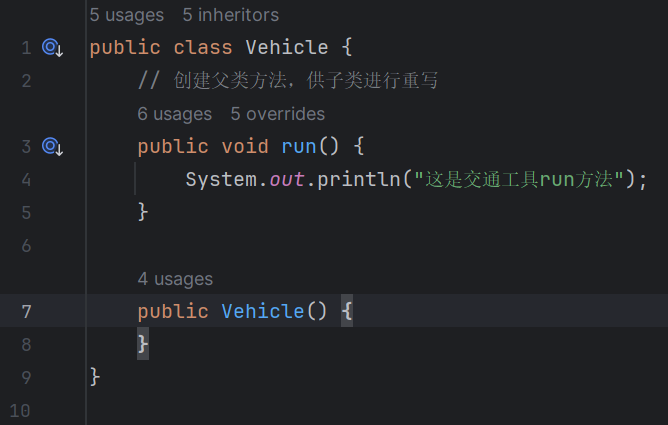 5 usages   5 inheritors
1 public class Vehicle {
2     // 创建父类方法，供子类进行重写
6 usages   5 overrides
3     public void run() {
4         System.out.println("这是交通工具run方法");
5     }
6
4 usages
7     public Vehicle() {
8     }
9 }
10